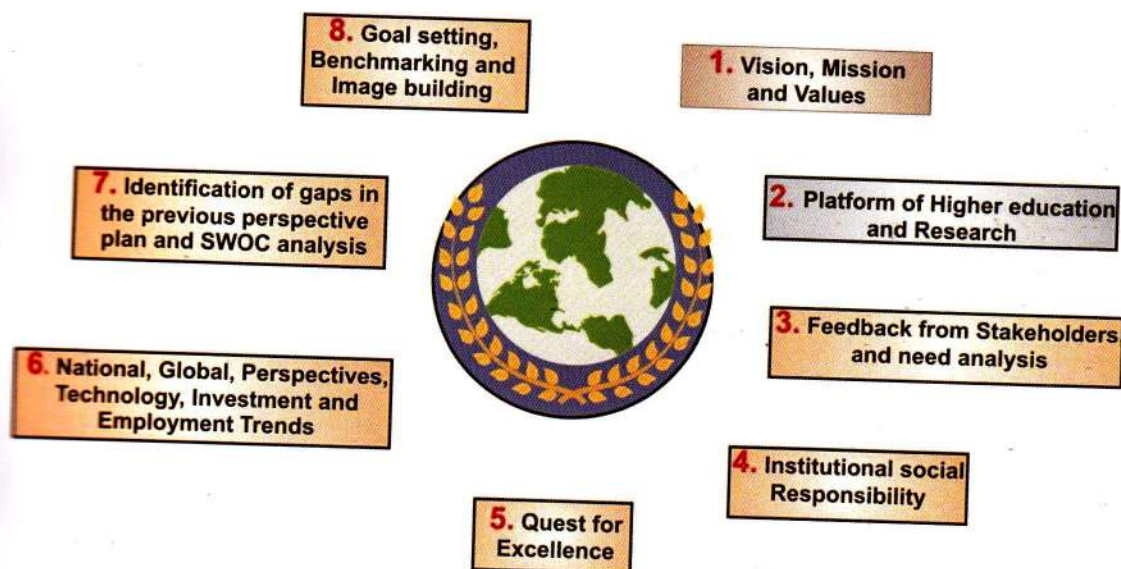 1. Vision, Mission
and Values
2. Platform of Higher education
and Research
3. Feedback from Stakeholders,
and need analysis
4. Institutional social
Responsibility
5. Quest for
Excellence
6. National, Global, Perspectives,
Technology, Investment and
Employment Trends
7. Identification of gaps in
the previous perspective
plan and SWOC analysis
8. Goal setting,
Benchmarking and
Image building